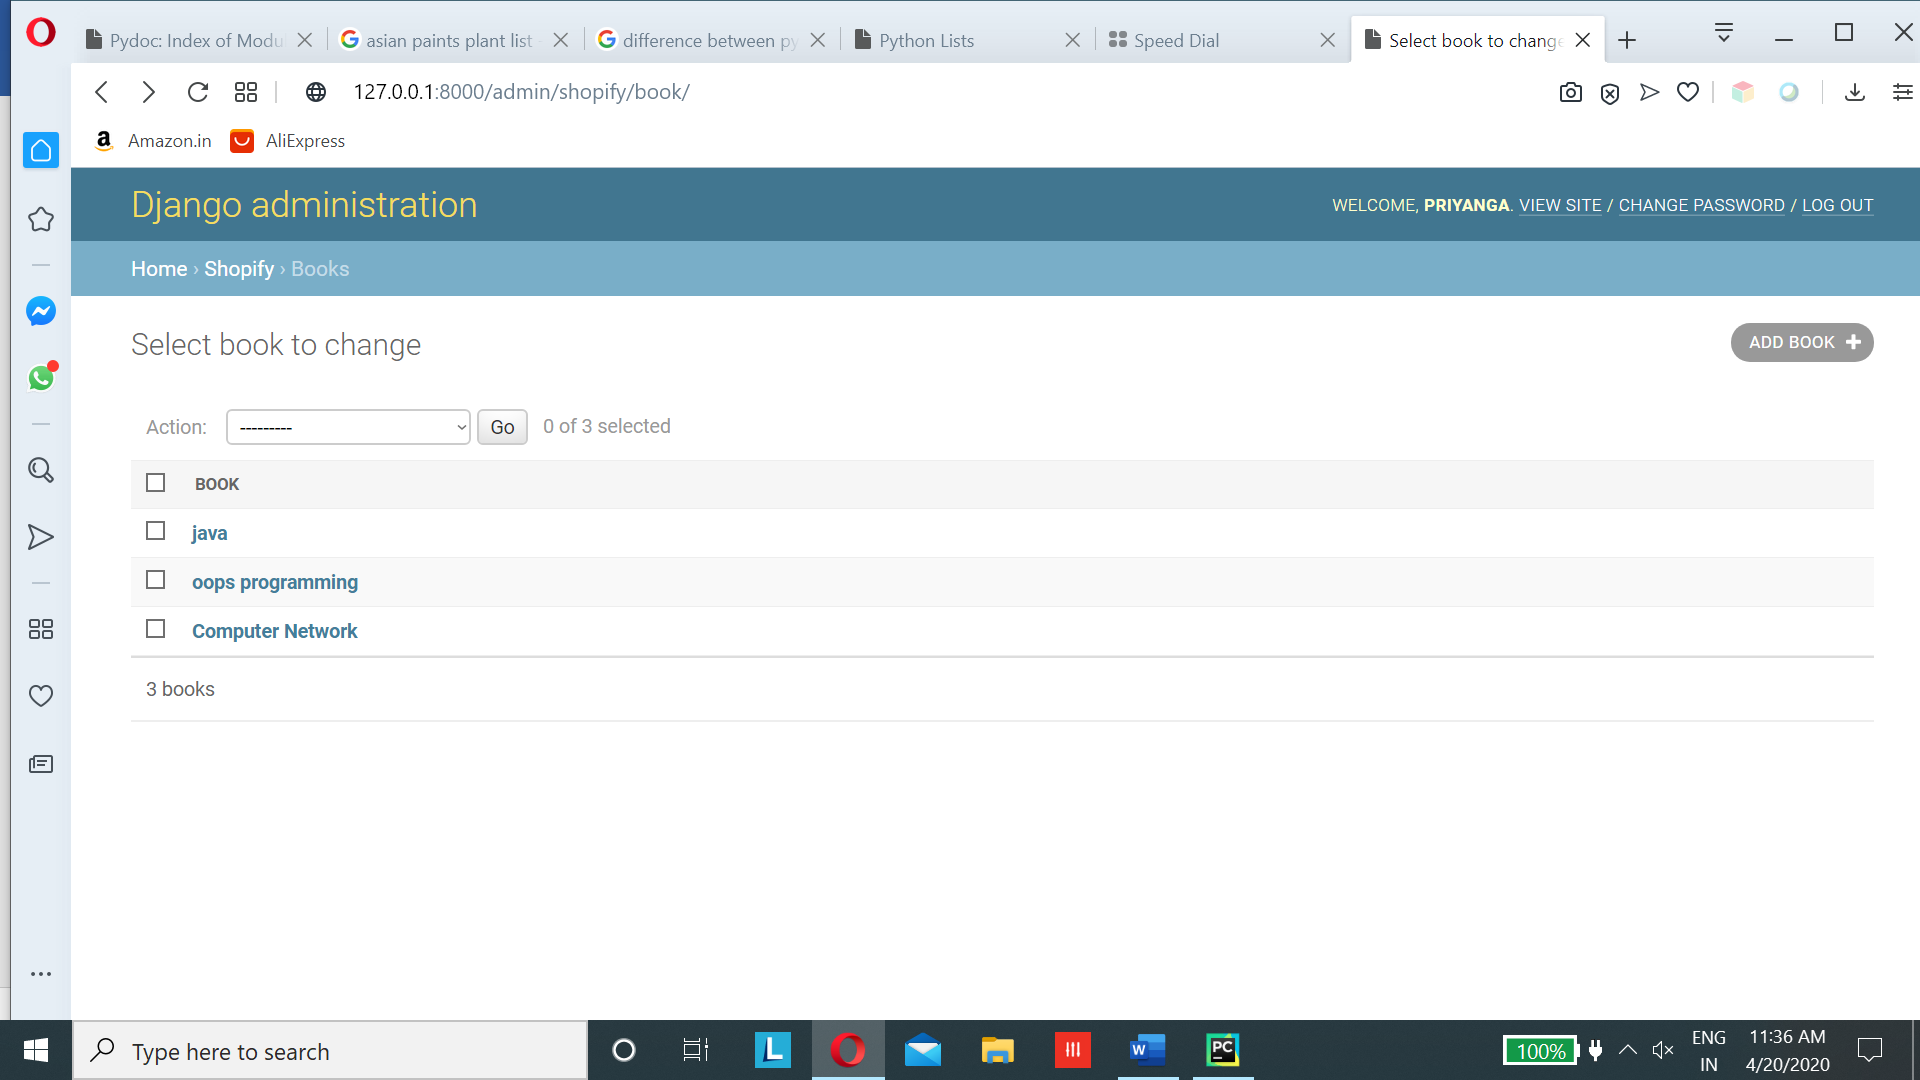 Pydoc: Index of Modu
asian paints plant list
difference between py
Python Lists
Speed Dial
Select book to change
127.0.0.1:8000/admin/shopify/book/
Amazon.in
AliExpress
Django administration
WELCOME, PRIYANGA. VIEW SITE / CHANGE PASSWORD / LOG OUT
Home › Shopify › Books
Select book to change
ADD BOOK +
Action: --------- Go 0 of 3 selected
BOOK
java
oops programming
Computer Network
3 books
Type here to search
L
W
PC
100%
ENG
IN
11:36 AM
4/20/2020